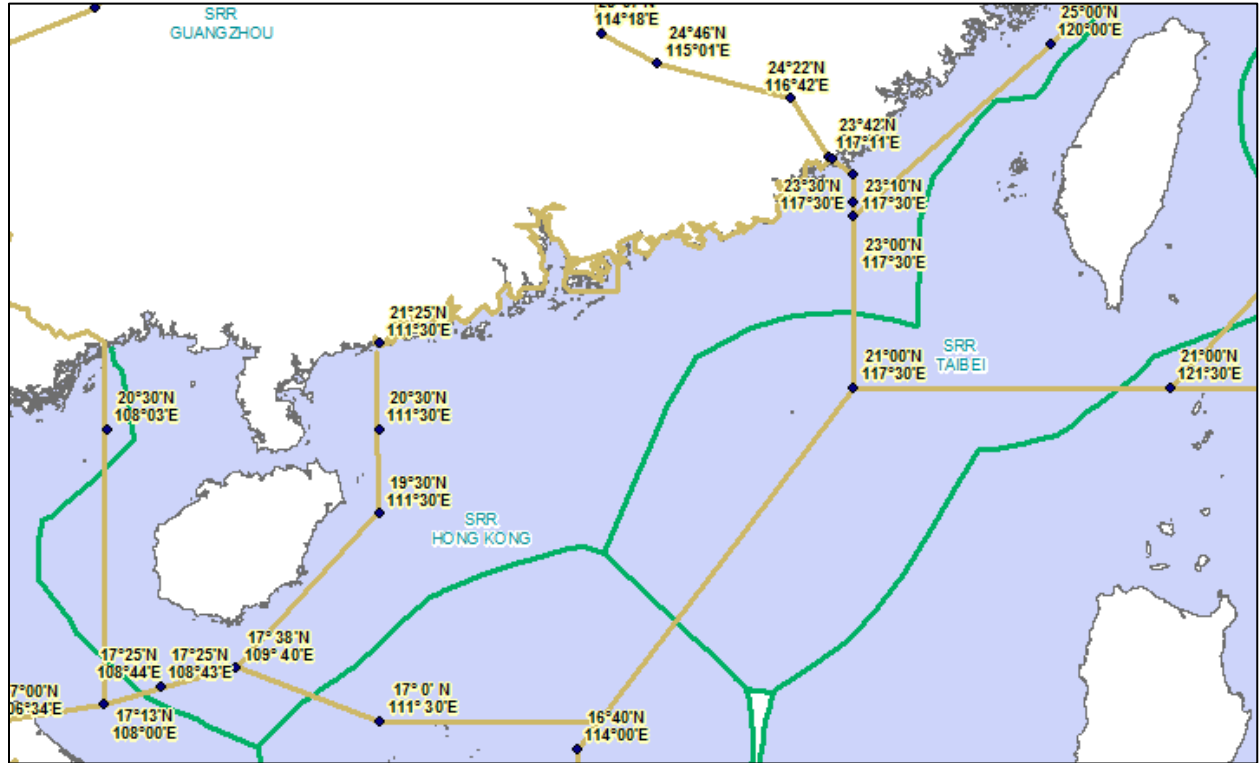 SRR
GUANGZHOU
114°18'E
24°46'N
115°01'E
25°00'N
120°00'E
24°22'N
116°42'E
23°42'N
117°11'E
23°30'N
117°30'E
23°10'N
117°30'E
23°00'N
117°30'E
21°25'N
111°30'E
SRR
TAIBEI
21°00'N
117°30'E
21°00'N
121°30'E
20°30'N
108°03'E
20°30'N
111°30'E
19°30'N
111°30'E
SRR
HONG KONG
17°38'N
109°40'E
17°25'N
108°44'E
17°25'N
108°43'E
7°00'N
06°34'E
17°13'N
108°00'E
17°0' N
111°30'E
16°40'N
114°00'E